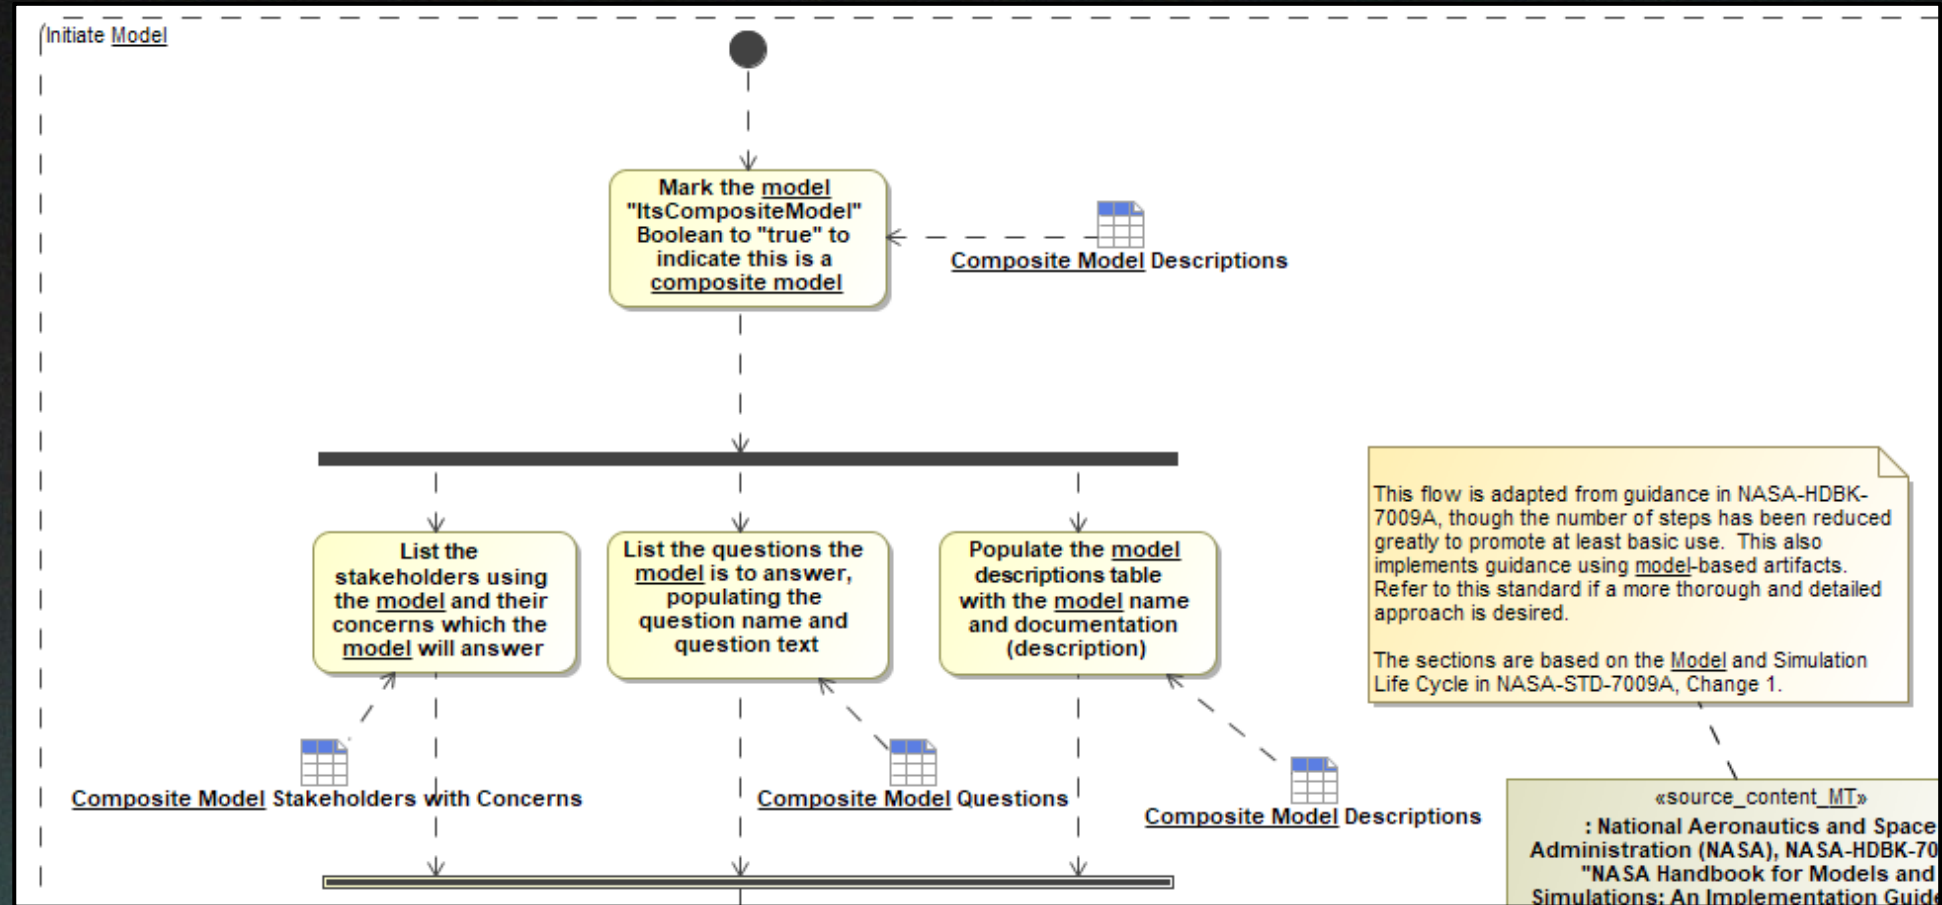 Initiate Model
Mark the model
"ItsCompositeModel"
Boolean to "true" to
indicate this is a
composite model
Composite Model Descriptions
List the
stakeholders using
the model and their
concerns which the
model will answer
List the questions the
model is to answer,
populating the
question name and
question text
Populate the model
descriptions table
with the model name
and documentation
(description)
This flow is adapted from guidance in NASA-HDBK-
7009A, though the number of steps has been reduced
greatly to promote at least basic use.  This also
implements guidance using model-based artifacts.
Refer to this standard if a more thorough and detailed
approach is desired.
The sections are based on the Model and Simulation
Life Cycle in NASA-STD-7009A, Change 1.
Composite Model Stakeholders with Concerns
Composite Model Questions
Composite Model Descriptions
«source_content_MT»
: National Aeronautics and Space
Administration (NASA), NASA-HDBK-70
"NASA Handbook for Models and
Simulations: An Implementation Guide